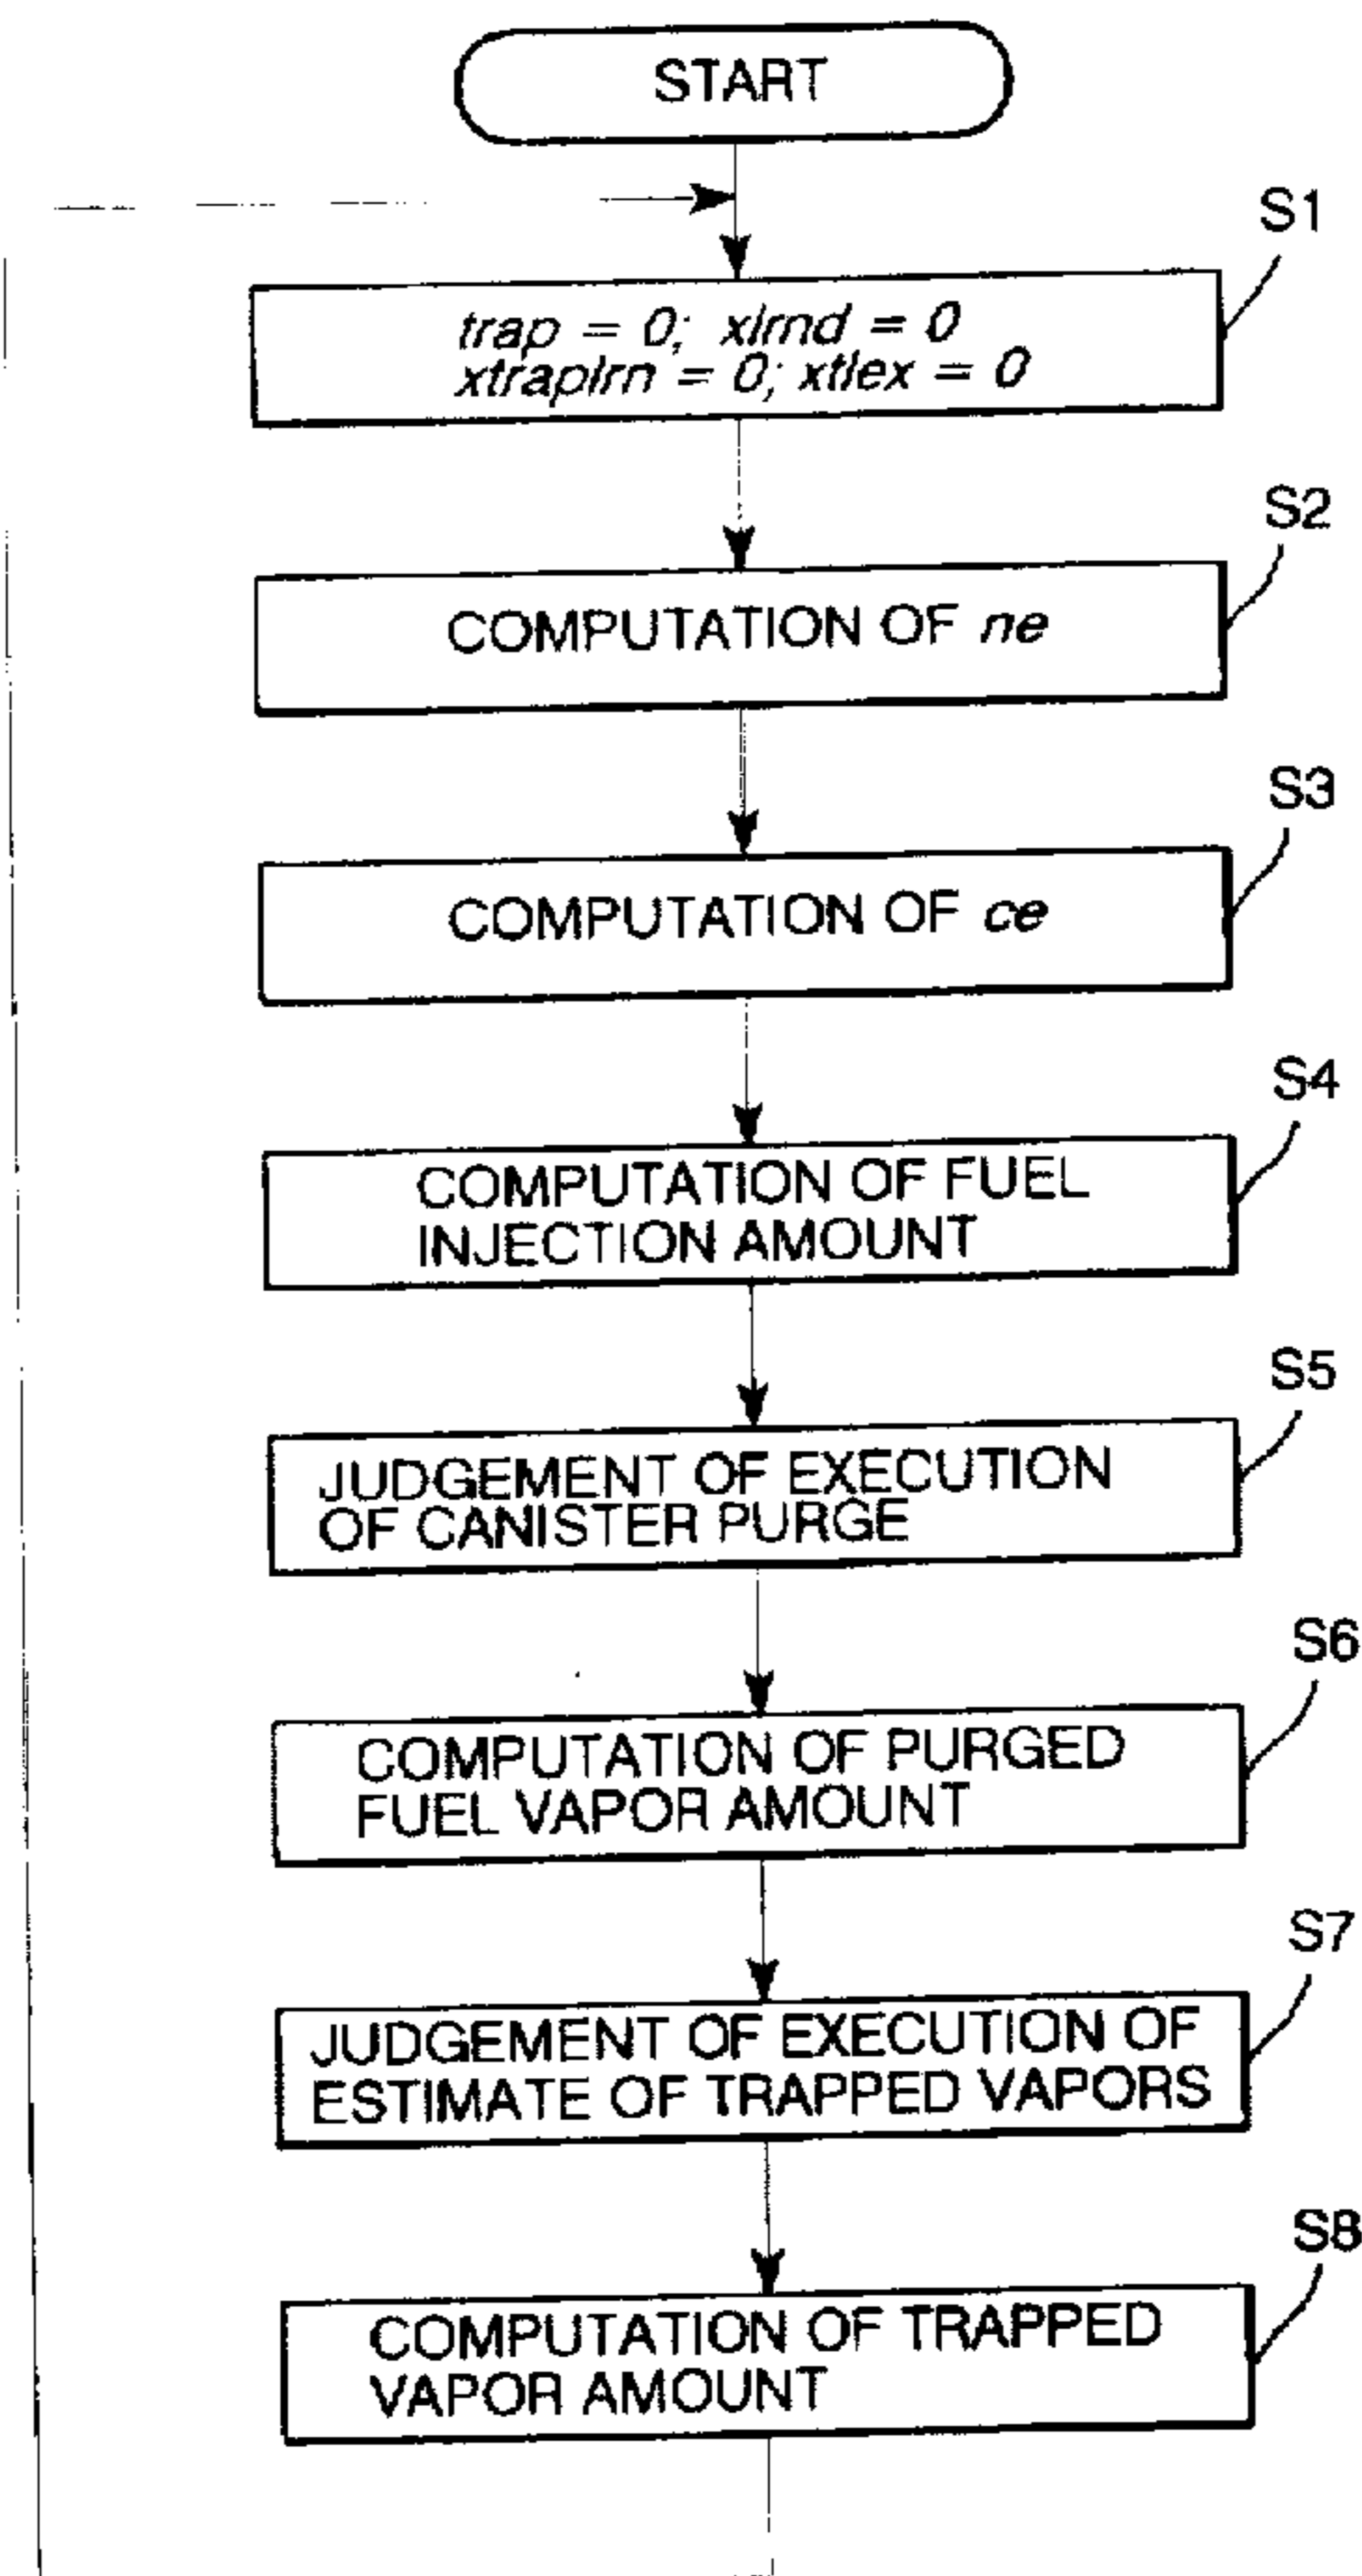 START
S1
trap = 0; xlrnd = 0
xtraplrn = 0; xflex = 0
S2
COMPUTATION OF ne
S3
COMPUTATION OF ce
S4
COMPUTATION OF FUEL
INJECTION AMOUNT
S5
JUDGEMENT OF EXECUTION
OF CANISTER PURGE
S6
COMPUTATION OF PURGED
FUEL VAPOR AMOUNT
S7
JUDGEMENT OF EXECUTION OF
ESTIMATE OF TRAPPED VAPORS
S8
COMPUTATION OF TRAPPED
VAPOR AMOUNT